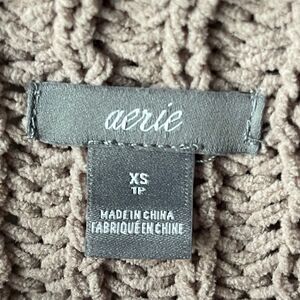 aerie
XS
TP
MADE IN CHINA
FABRIQUÉ EN CHINE